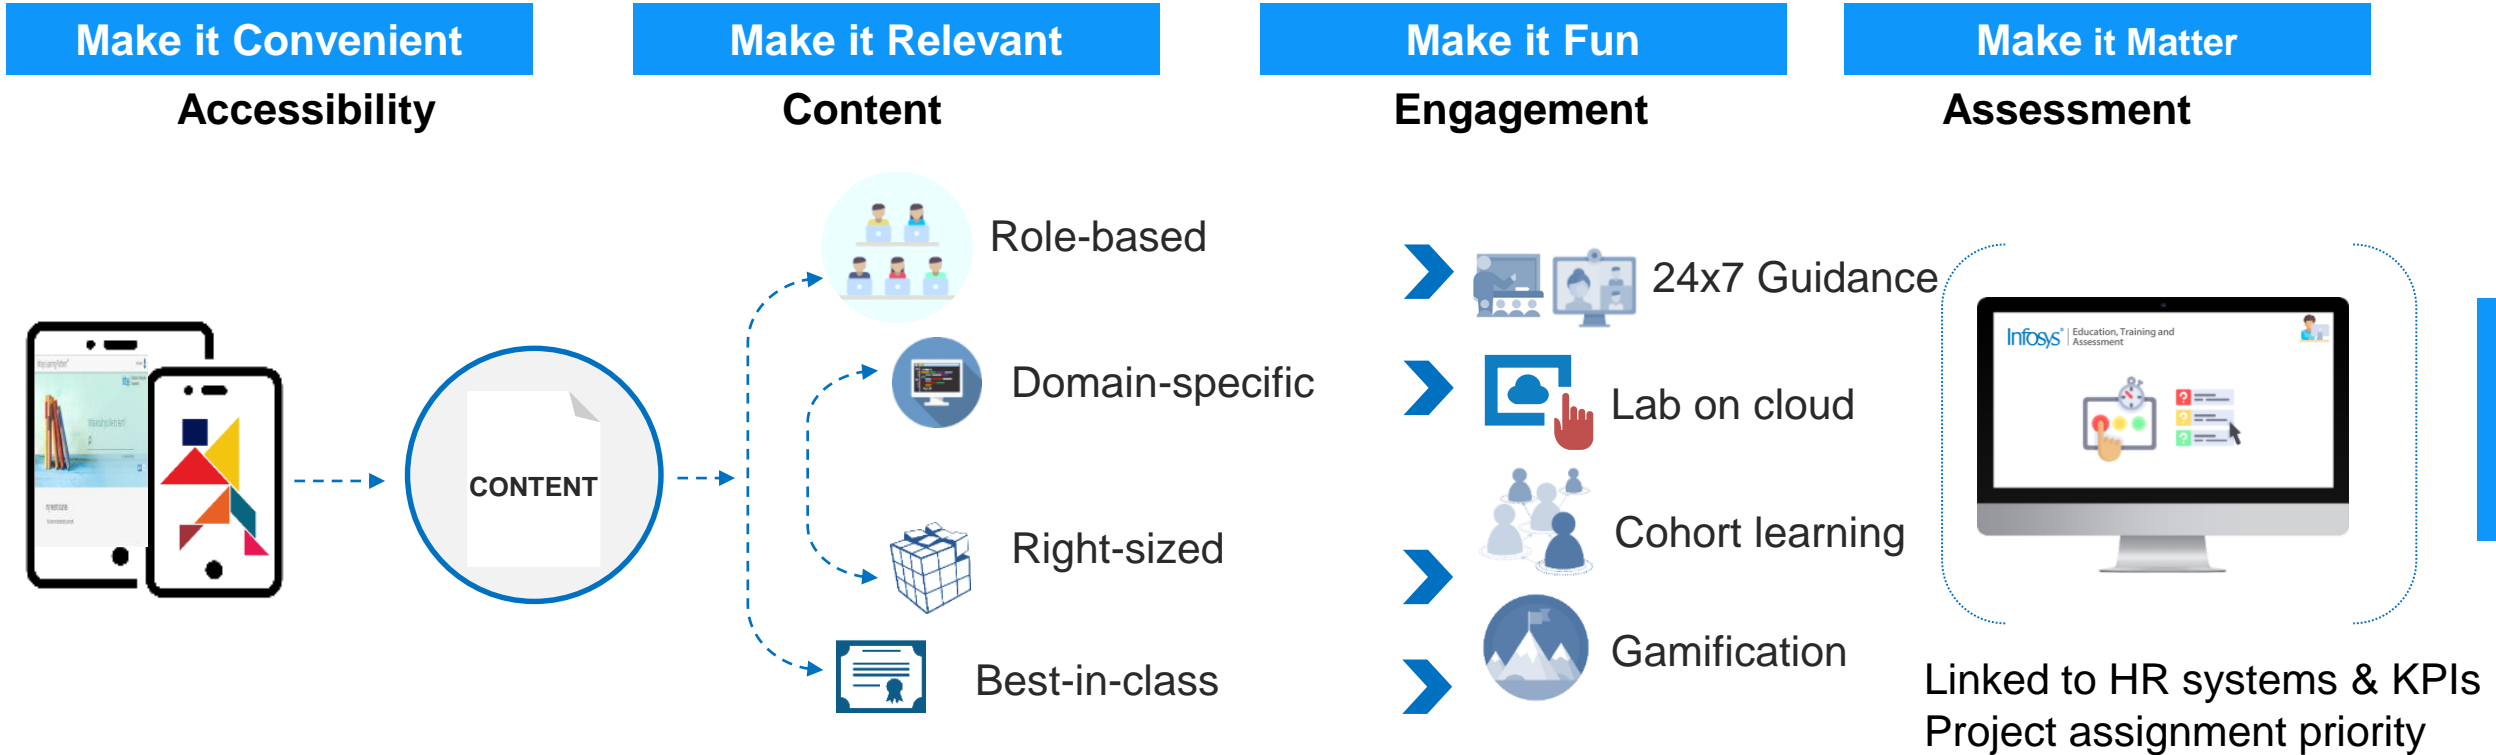 Make it Convenient
Make it Relevant
Make it Fun
Make it Matter
Accessibility
Content
Engagement
Assessment
CONTENT
Role-based
Domain-specific
Right-sized
Best-in-class
24x7 Guidance
Lab on cloud
Cohort learning
Gamification
Infosys® | Education, Training and
Assessment
Linked to HR systems & KPIs
Project assignment priority